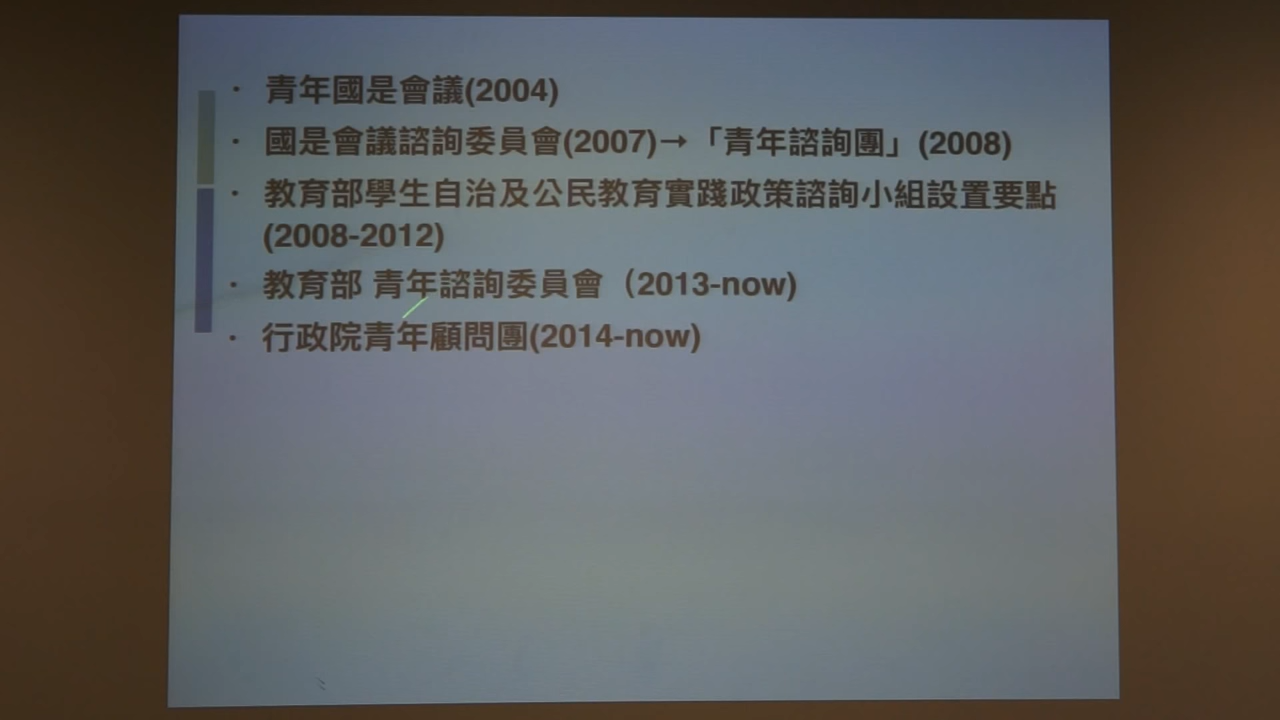 · 青年國是會議(2004)
· 國是會議諮詢委員會(2007)→「青年諮詢團」(2008)
· 教育部學生自治及公民教育實踐政策諮詢小組設置要點
(2008-2012)
· 教育部 青年諮詢委員會（2013-now)
· 行政院青年顧問團(2014-now)